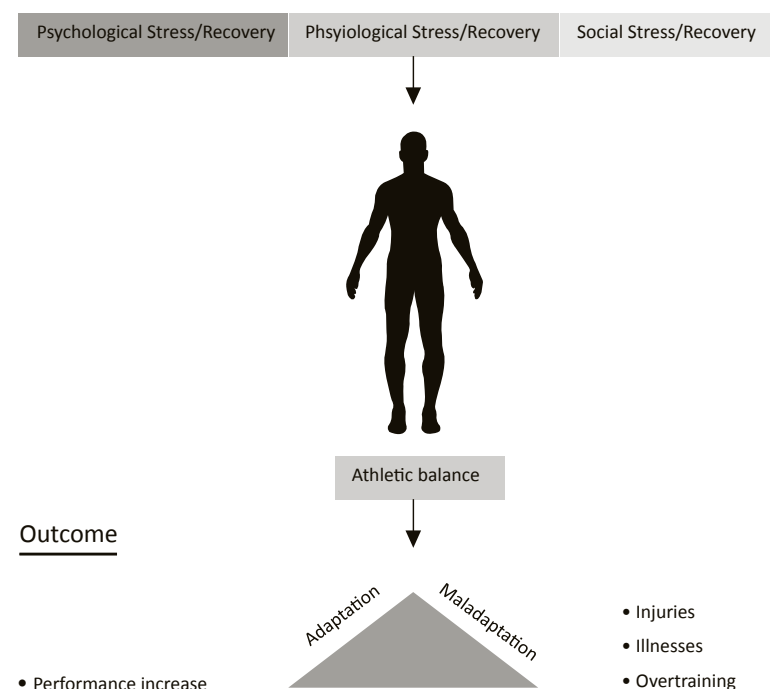 Psychological Stress/Recovery
Phsyiological Stress/Recovery
Social Stress/Recovery
Athletic balance
Outcome
Adaptation
Maladaptation
• Injuries
• Illnesses
• Overtraining
• Performance increase